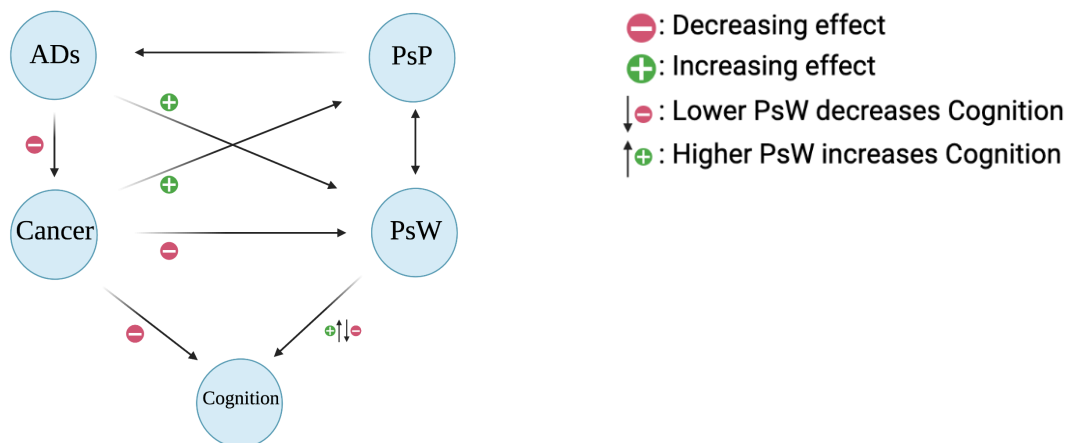 ADs
PsP
Cancer
PsW
Cognition
: Decreasing effect
: Increasing effect
: Lower PsW decreases Cognition
: Higher PsW increases Cognition